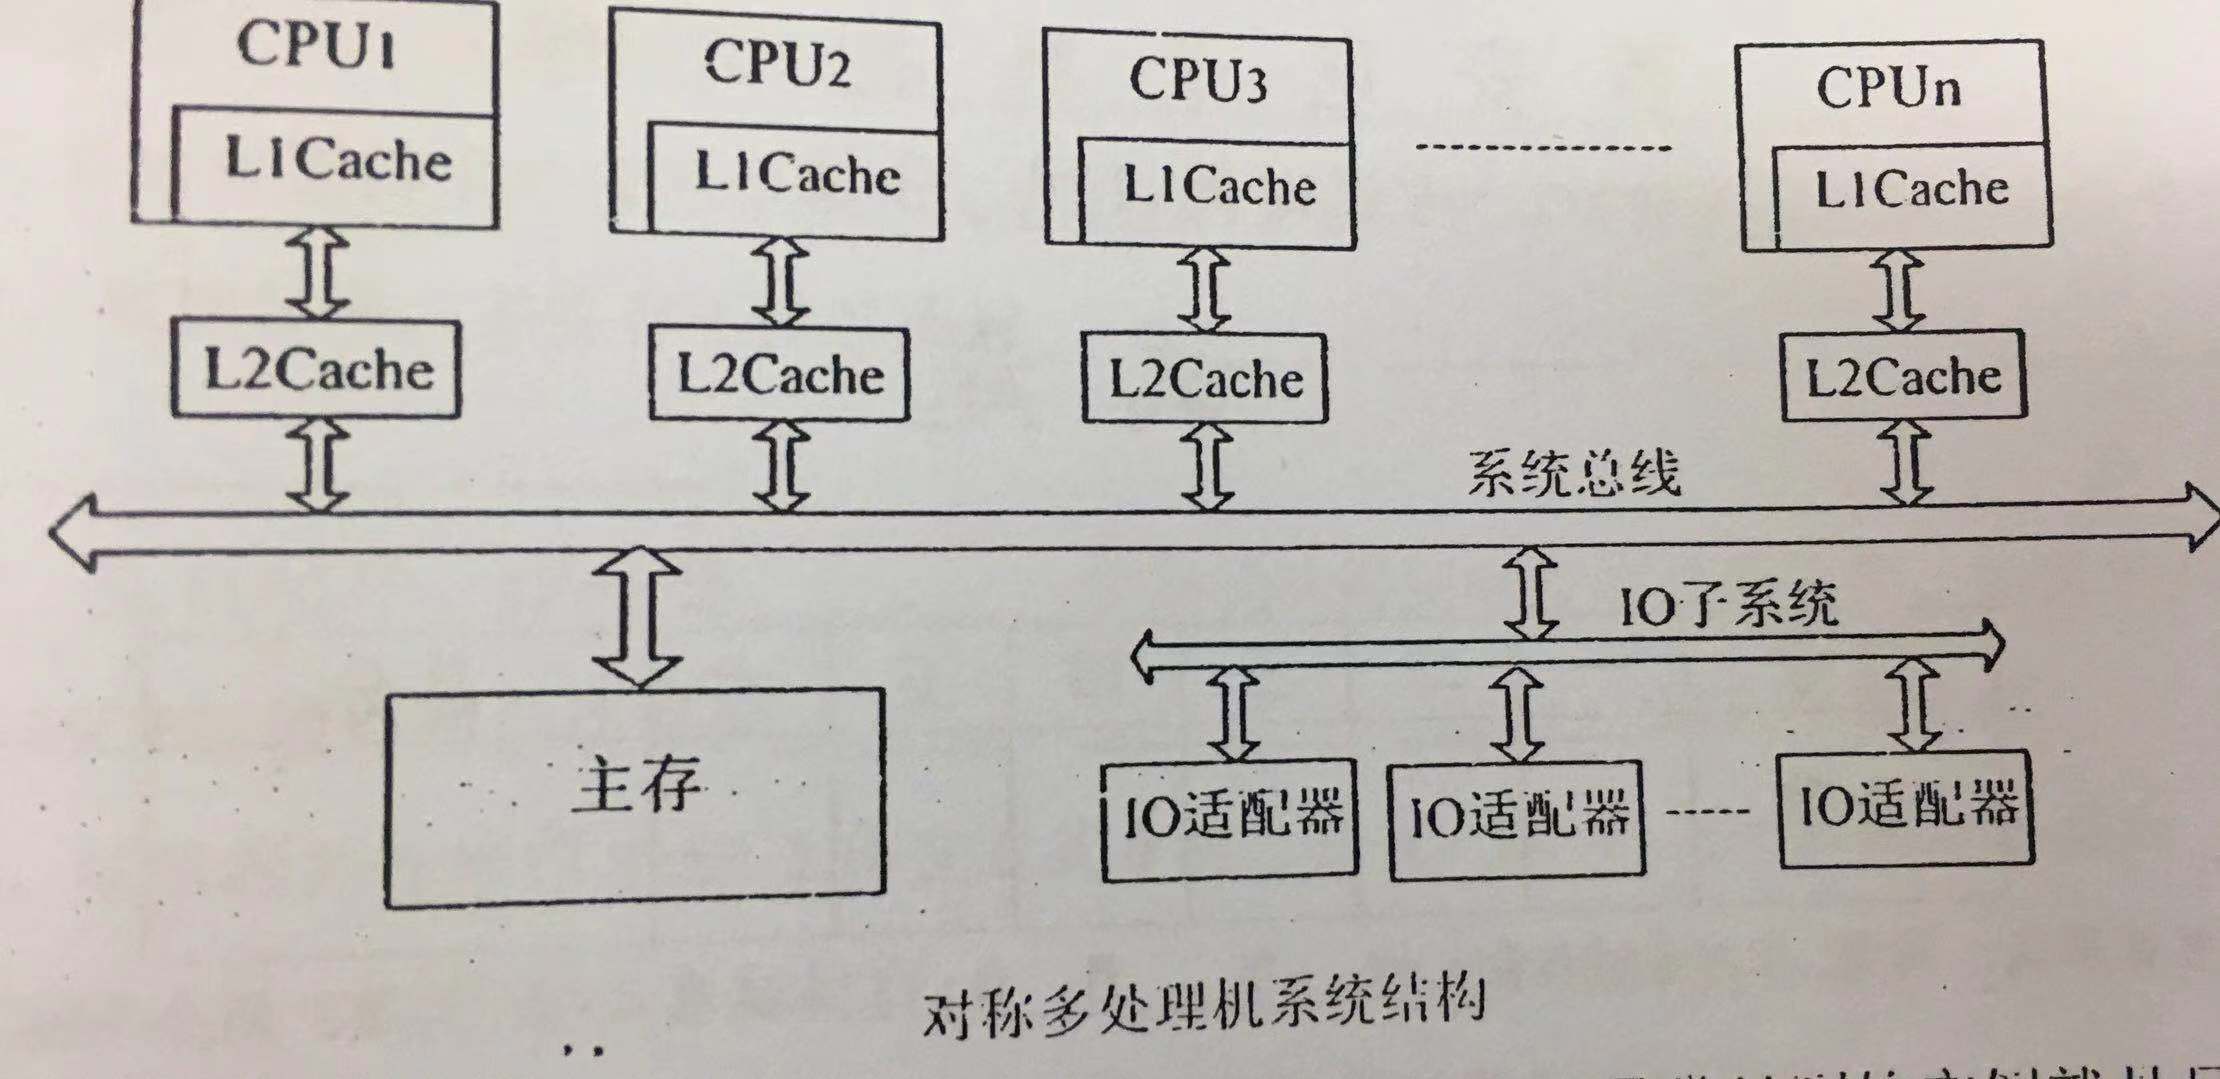 CPU1 CPU2 CPU3 CPUn
L1Cache L1Cache L1Cache L1Cache
L2Cache L2Cache L2Cache L2Cache
系统总线
IO子系统
主存 IO适配器 IO适配器 IO适配器
对称多处理机系统结构